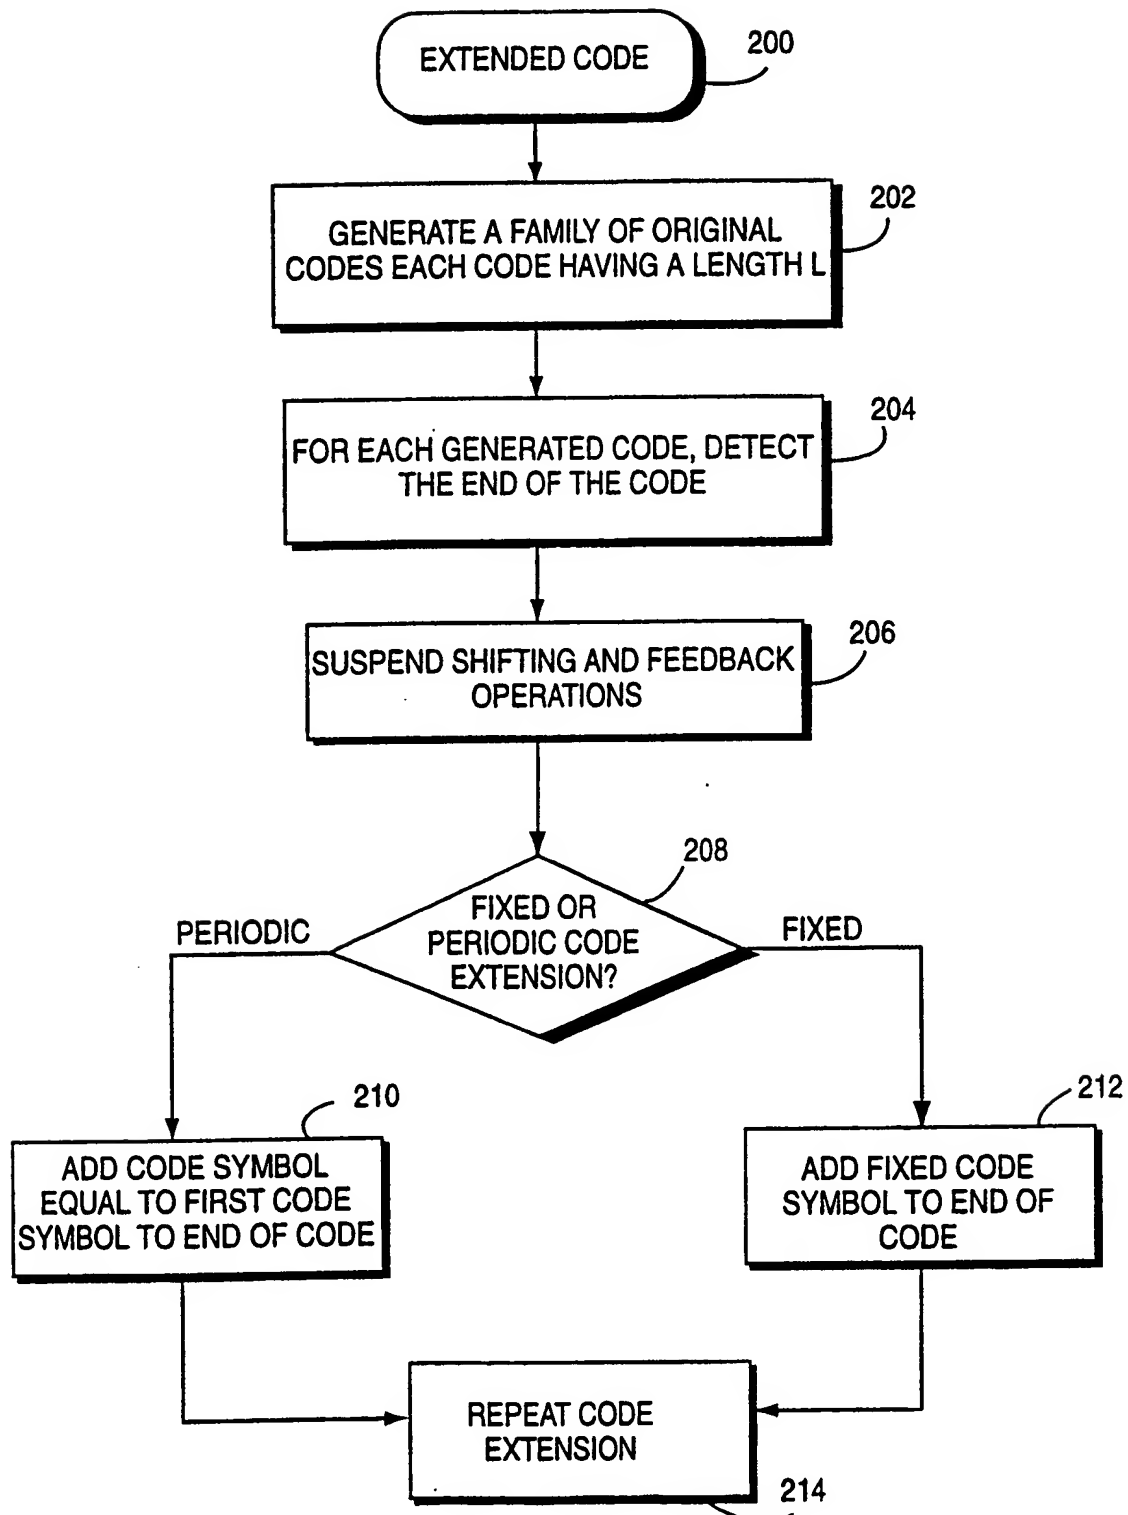 EXTENDED CODE
200
GENERATE A FAMILY OF ORIGINAL
CODES EACH CODE HAVING A LENGTH L
202
FOR EACH GENERATED CODE, DETECT
THE END OF THE CODE
204
SUSPEND SHIFTING AND FEEDBACK
OPERATIONS
206
FIXED OR
PERIODIC CODE
EXTENSION?
208
PERIODIC
FIXED
ADD CODE SYMBOL
EQUAL TO FIRST CODE
SYMBOL TO END OF CODE
210
ADD FIXED CODE
SYMBOL TO END OF
CODE
212
REPEAT CODE
EXTENSION
214